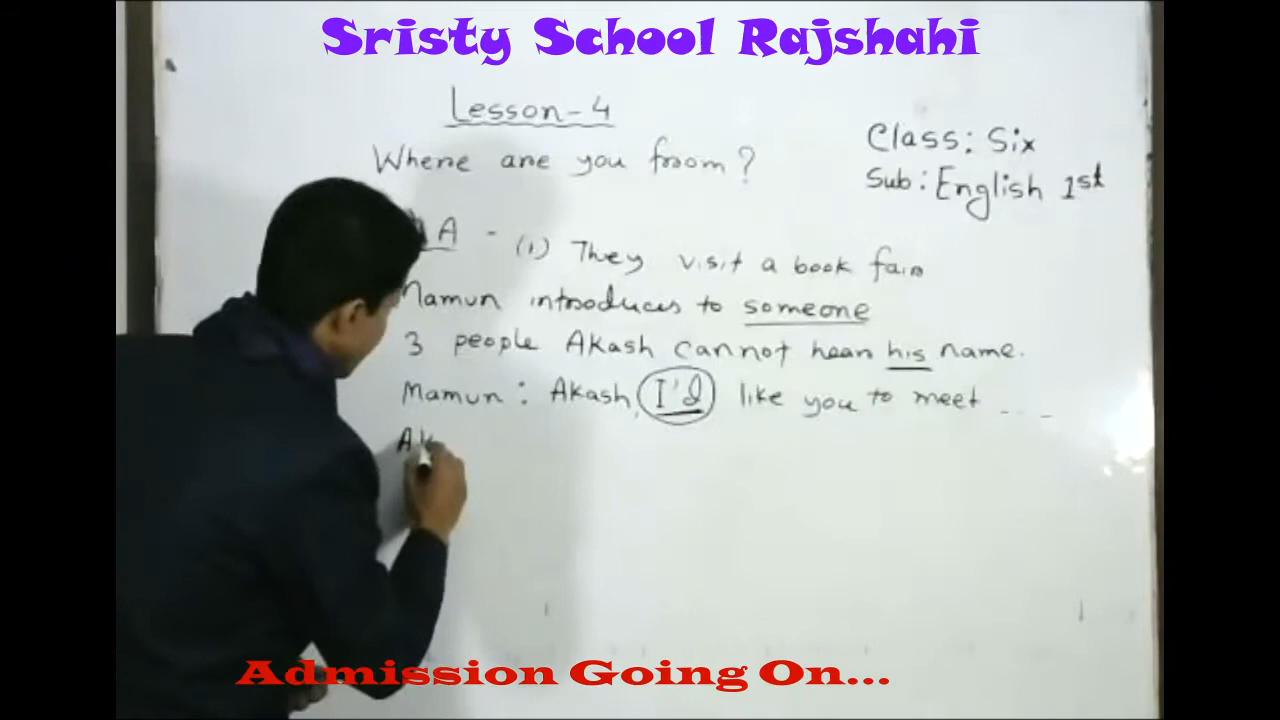 Sristy School Rajshahi
Lesson-4
Where are you from?
Class: Six
Sub: English 1st
A - (1) They visit a book fair
Mamun introduces to someone
3 people Akash cannot hear his name.
Mamun: Akash, I'd like you to meet ....
Ak
Admission Going On...